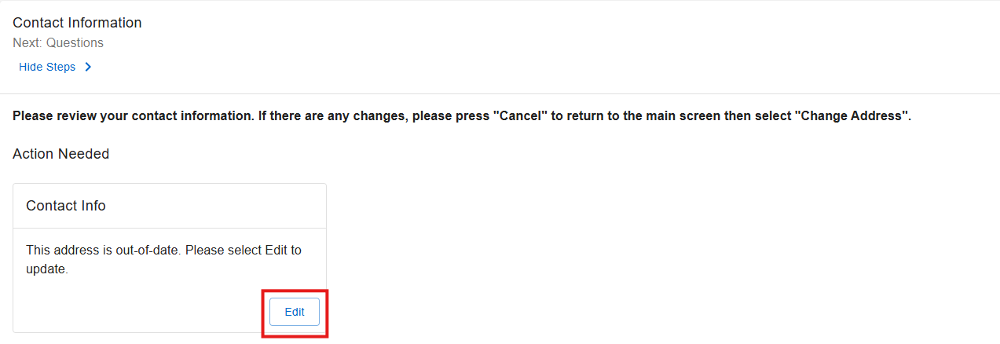 Contact Information
Next: Questions
Hide Steps
Please review your contact information. If there are any changes, please press "Cancel" to return to the main screen then select "Change Address".
Action Needed
Contact Info
This address is out-of-date. Please select Edit to
update.
Edit